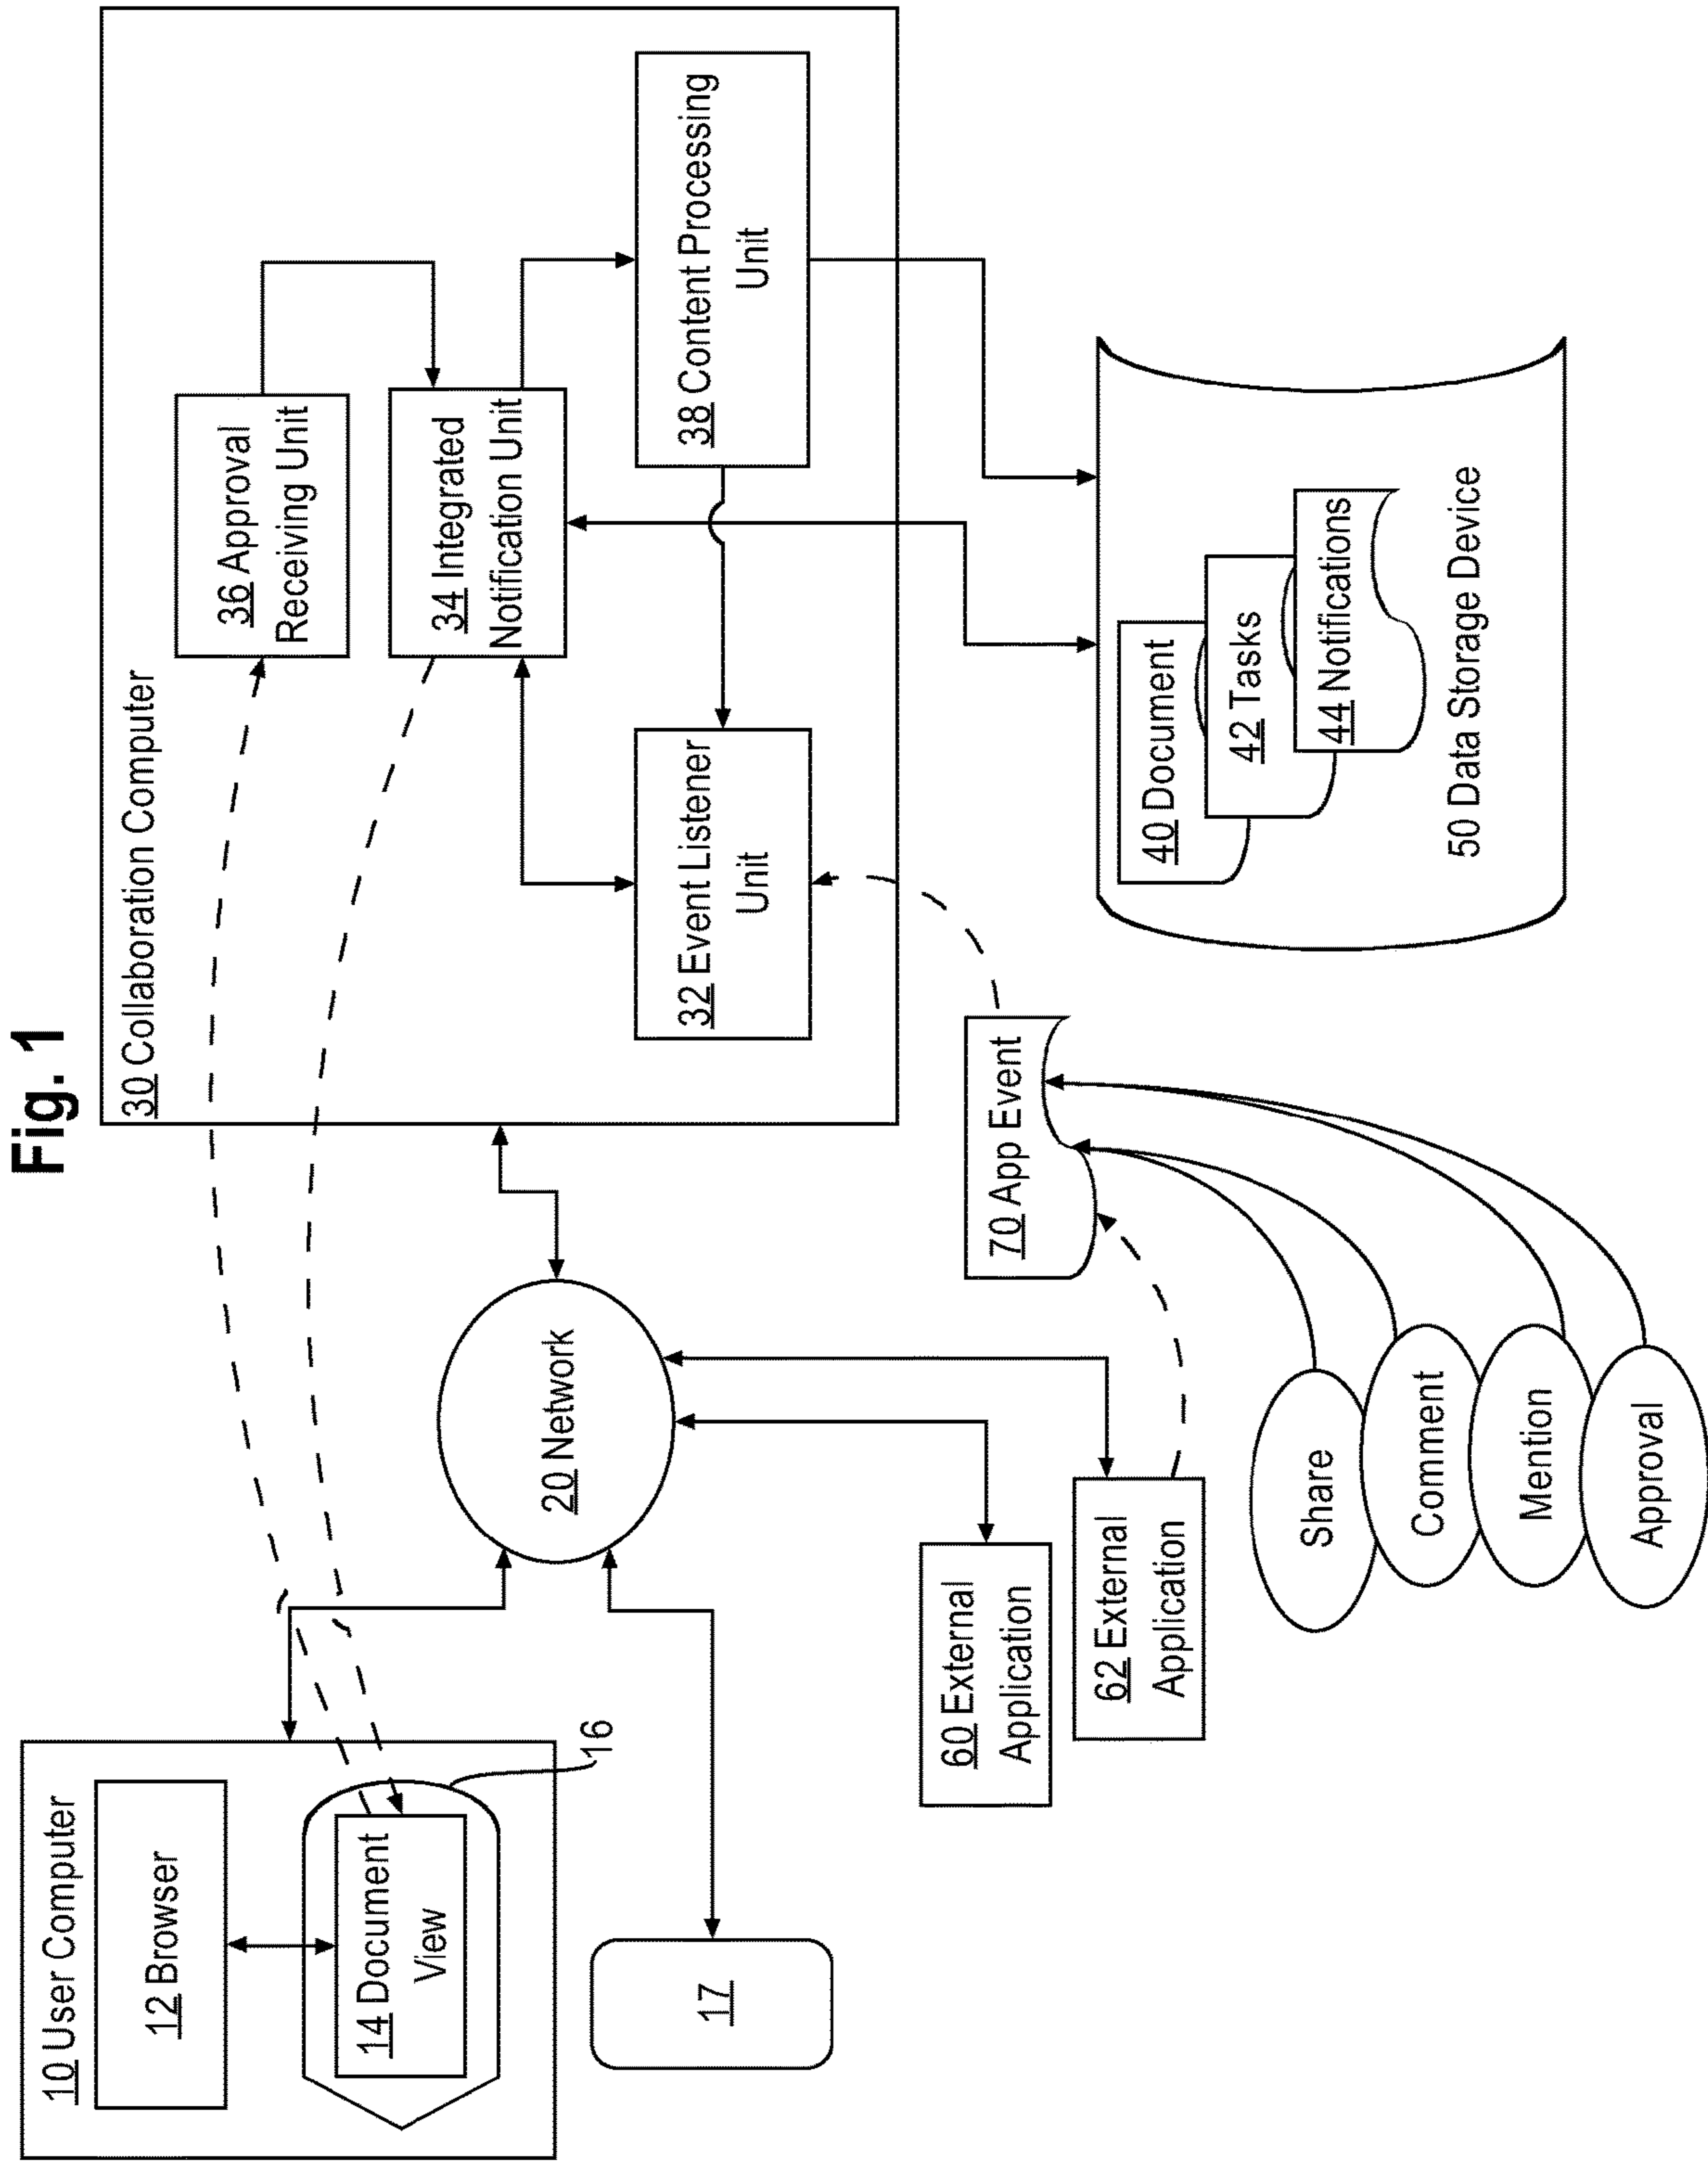 Fig. 1
10 User Computer
12 Browser
14 Document
View
16
17
20 Network
30 Collaboration Computer
36 Approval
Receiving Unit
34 Integrated
Notification Unit
32 Event Listener
Unit
38 Content Processing
Unit
60 External
Application
62 External
Application
70 App Event
Share
Comment
Mention
Approval
40 Document
42 Tasks
44 Notifications
50 Data Storage Device